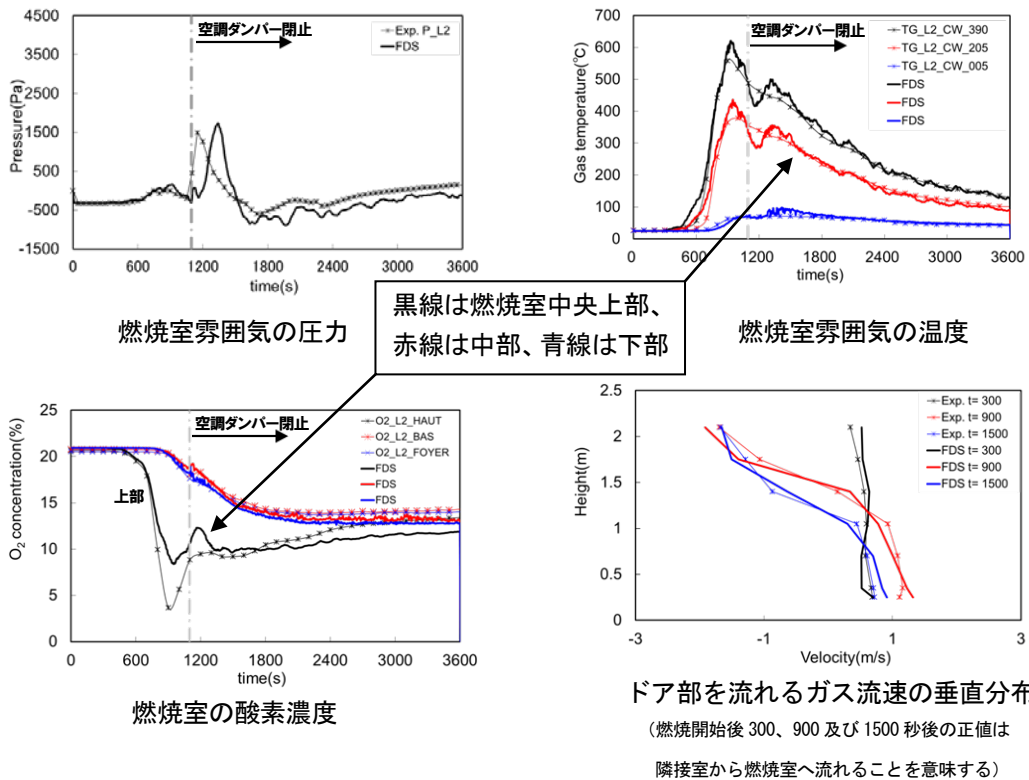 4500
3500
2500
1500
500
-500
-1500
Pressure(Pa)
空調ダンパー閉止
Exp. P_L2
FDS
0 600 1200 1800 2400 3000 3600
time(s)
燃焼室雰囲気の圧力
700
600
500
400
300
200
100
0
Gas temperature(℃)
空調ダンパー閉止
TG_L2_CW_390
TG_L2_CW_205
TG_L2_CW_005
FDS
FDS
FDS
0 600 1200 1800 2400 3000 3600
time(s)
燃焼室雰囲気の温度
黒線は燃焼室中央上部、
赤線は中部、青線は下部
25
20
15
10
5
0
O2 concentration(%)
空調ダンパー閉止
上部
O2_L2_HAUT
O2_L2_BAS
O2_L2_FOYER
FDS
FDS
FDS
0 600 1200 1800 2400 3000 3600
time(s)
燃焼室の酸素濃度
2.5
2
1.5
1
0.5
0
Height(m)
Exp. t= 300
Exp. t= 900
Exp. t= 1500
FDS t= 300
FDS t= 900
FDS t= 1500
-3 -1 1 3
Velocity(m/s)
ドア部を流れるガス流速の垂直分布
（燃焼開始後 300、900 及び 1500 秒後の正値は
隣接室から燃焼室へ流れることを意味する）